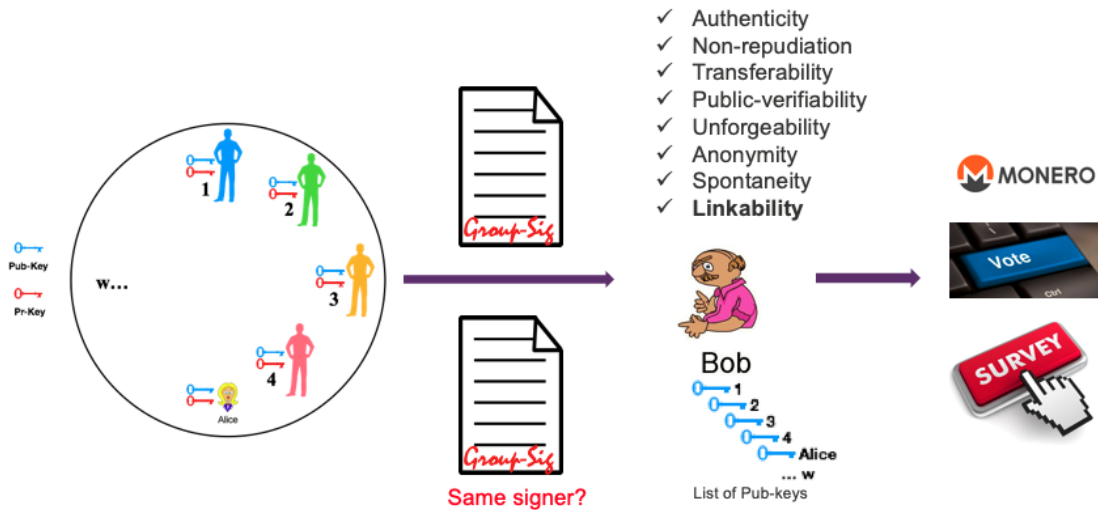 Authenticity
Non-repudiation
Transferability
Public-verifiability
Unforgeability
Anonymity
Spontaneity
Linkability
Pub-Key
Pr-Key
w...
1
2
3
4
Alice
Group-Sig
Group-Sig
Same signer?
Bob
1
2
3
4
Alice
... w
List of Pub-keys
MONERO
Vote
Ctrl
SURVEY